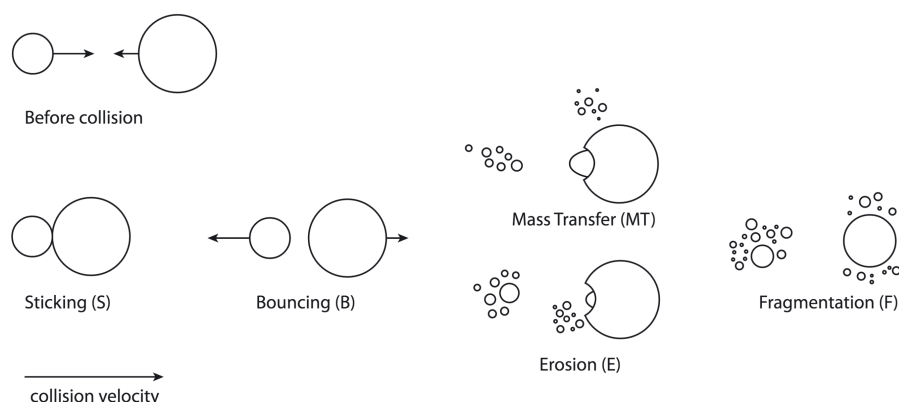 Before collision
Mass Transfer (MT)
Sticking (S)
Bouncing (B)
Fragmentation (F)
Erosion (E)
collision velocity